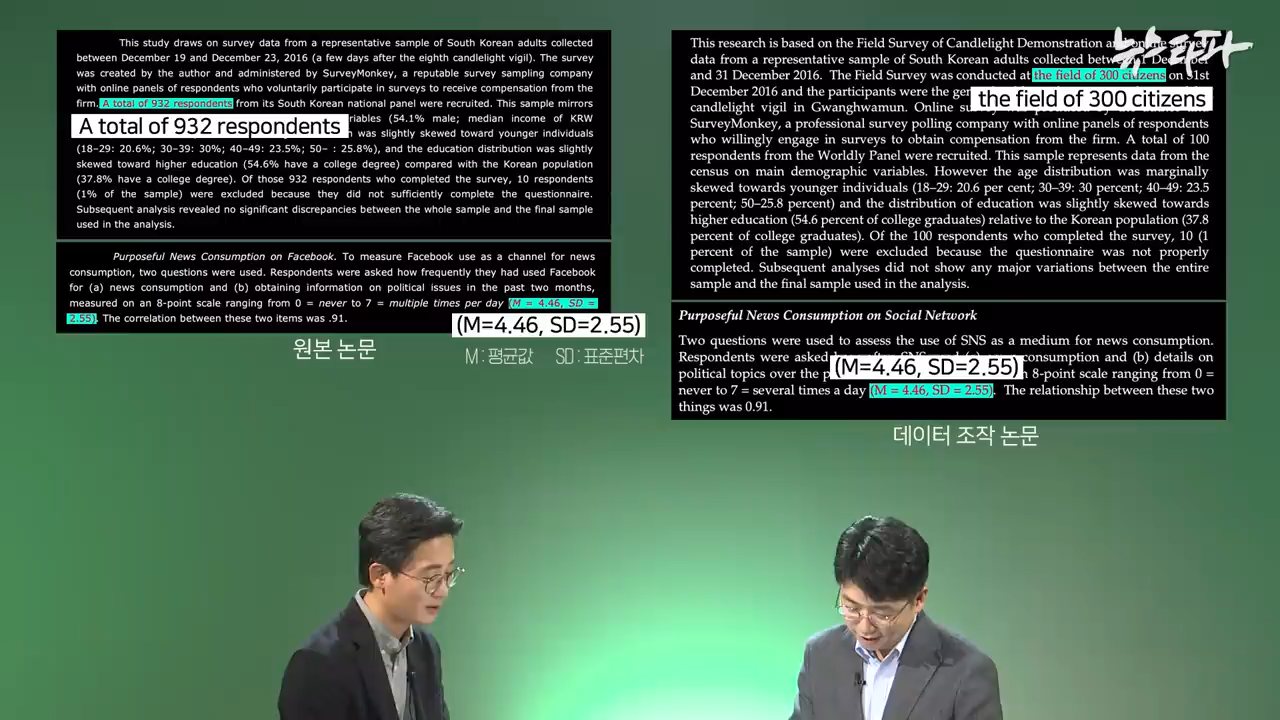 This study draws on survey data from a representative sample of South Korean adults collected
between December 19 and December 23, 2016 (a few days after the eighth candlelight vigil). The survey
was created by the author and administered by SurveyMonkey, a reputable survey sampling company
with online panels of respondents who voluntarily participate in surveys to receive compensation from the
firm. A total of 932 respondents from its South Korean national panel were recruited. This sample mirrors
A total of 932 respondents
riables (54.1% male; median income of KRW
was slightly skewed toward younger individuals
(18–29: 20.6%; 30–39: 30%; 40–49: 23.5%; 50– : 25.8%), and the education distribution was slightly
skewed toward higher education (54.6% have a college degree) compared with the Korean population
(37.8% have a college degree). Of those 932 respondents who completed the survey, 10 respondents
(1% of the sample) were excluded because they did not sufficiently complete the questionnaire.
Subsequent analysis revealed no significant discrepancies between the whole sample and the final sample
used in the analysis.
Purposeful News Consumption on Facebook. To measure Facebook use as a channel for news
consumption, two questions were used. Respondents were asked how frequently they had used Facebook
for (a) news consumption and (b) obtaining information on political issues in the past two months,
measured on an 8-point scale ranging from 0 = never to 7 = multiple times per day (M = 4.46, SD =
2.55). The correlation between these two items was .91.
(M=4.46, SD=2.55)
원본 논문
M : 평균값 SD : 표준편차
뉴스타파
This research is based on the Field Survey of Candlelight Demonstration and online survey
data from a representative sample of South Korean adults collected between 1 December
and 31 December 2016. The Field Survey was conducted at the field of 300 citizens on 31st
December 2016 and the participants were the gen
the field of 300 citizens
candlelight vigil in Gwanghwamun. Online su
SurveyMonkey, a professional survey polling company with online panels of respondents
who willingly engage in surveys to obtain compensation from the firm. A total of 100
respondents from the Worldly Panel were recruited. This sample represents data from the
census on main demographic variables. However the age distribution was marginally
skewed towards younger individuals (18–29: 20.6 per cent; 30–39: 30 percent; 40–49: 23.5
percent; 50–25.8 percent) and the distribution of education was slightly skewed towards
higher education (54.6 percent of college graduates) relative to the Korean population (37.8
percent of college graduates). Of the 100 respondents who completed the survey, 10 (1
percent of the sample) were excluded because the questionnaire was not properly
completed. Subsequent analyses did not show any major variations between the entire
sample and the final sample used in the analysis.
Purposeful News Consumption on Social Network
Two questions were used to assess the use of SNS as a medium for news consumption.
Respondents were asked consumption and (b) details on
political topics over the p
(M=4.46, SD=2.55)
8-point scale ranging from 0 =
never to 7 = several times a day (M = 4.46, SD = 2.55). The relationship between these two
things was 0.91.
데이터 조작 논문